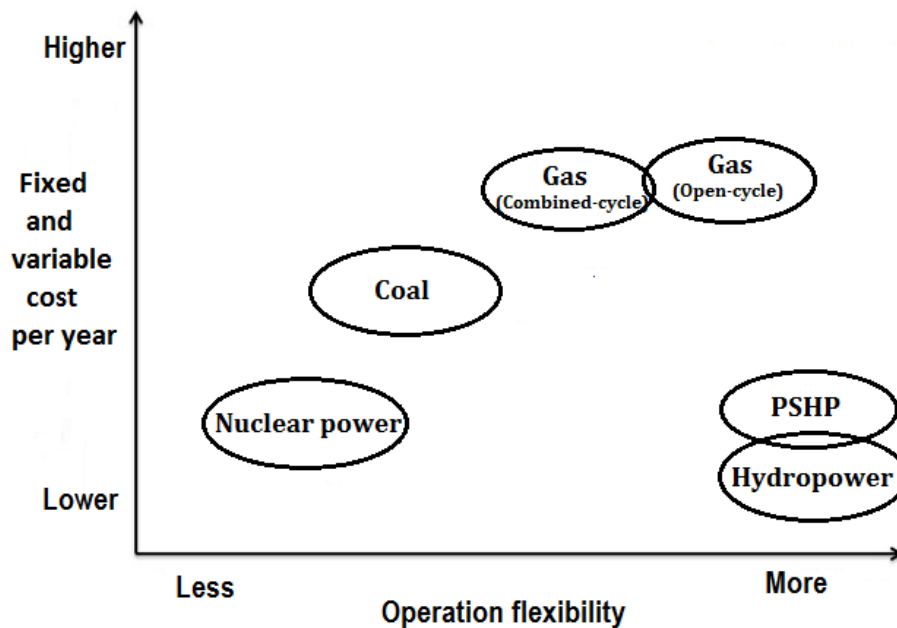 Higher
Fixed
and
variable
cost
per year
Lower
Gas
(Combined-cycle)
Gas
(Open-cycle)
Coal
Nuclear power
PSHP
Hydropower
Less
More
Operation flexibility